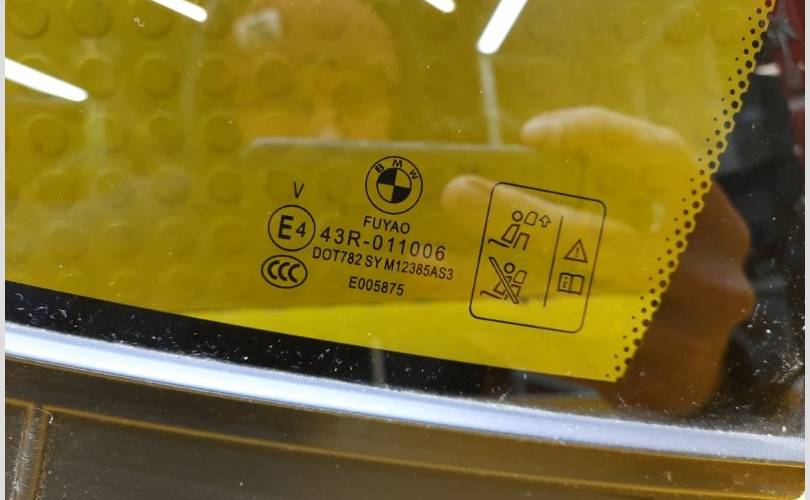 BMW
V
FUYAO
E4 43R-011006
DOT782 SY M12385AS3
CCC
E005875